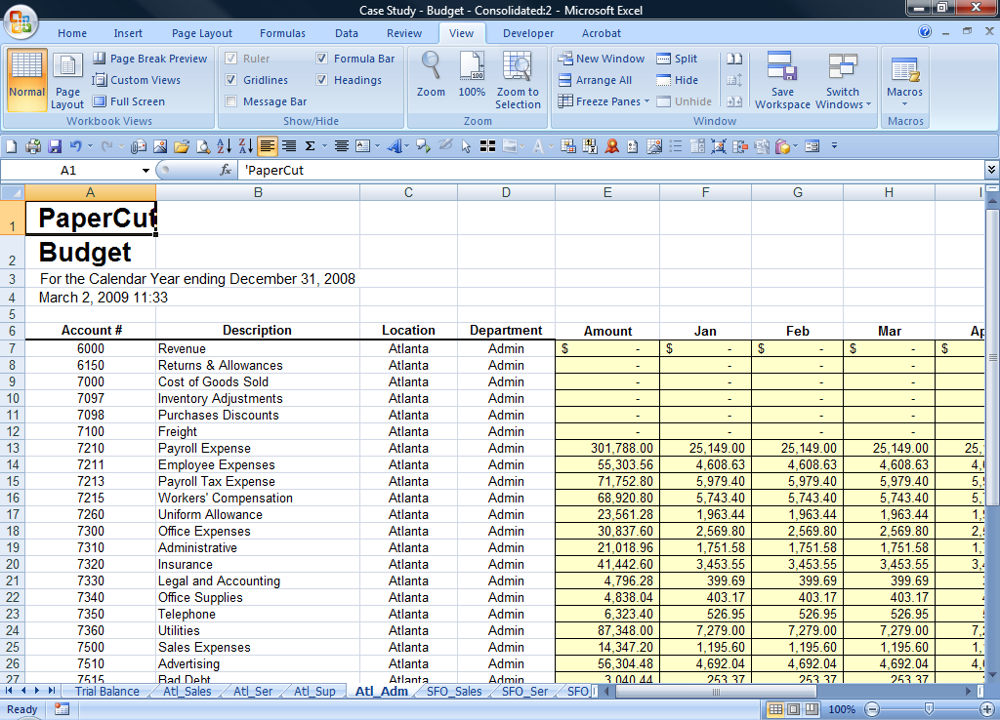 Case Study - Budget - Consolidated:2 - Microsoft Excel
Home Insert Page Layout Formulas Data Review View Developer Acrobat
Normal Page Layout Page Break Preview Custom Views Full Screen
Workbook Views
Ruler Formula Bar
Gridlines Headings
Message Bar
Show/Hide
Zoom 100% Zoom to Selection
Zoom
New Window Split
Arrange All Hide
Freeze Panes Unhide
Save Workspace Switch Windows
Window
Macros
Macros
A1 fx 'PaperCut
A B C D E F G H I
1 PaperCut
2 Budget
3 For the Calendar Year ending December 31, 2008
4 March 2, 2009 11:33
5
6 Account # Description Location Department Amount Jan Feb Mar Ap
7 6000 Revenue Atlanta Admin $ - $ - $ - $ - $
8 6150 Returns & Allowances Atlanta Admin - - - -
9 7000 Cost of Goods Sold Atlanta Admin - - - -
10 7097 Inventory Adjustments Atlanta Admin - - - -
11 7098 Purchases Discounts Atlanta Admin - - - -
12 7100 Freight Atlanta Admin - - - -
13 7210 Payroll Expense Atlanta Admin 301,788.00 25,149.00 25,149.00 25,149.00 25,
14 7211 Employee Expenses Atlanta Admin 55,303.56 4,608.63 4,608.63 4,608.63 4,
15 7213 Payroll Tax Expense Atlanta Admin 71,752.80 5,979.40 5,979.40 5,979.40 5,
16 7215 Workers' Compensation Atlanta Admin 68,920.80 5,743.40 5,743.40 5,743.40 5,
17 7260 Uniform Allowance Atlanta Admin 23,561.28 1,963.44 1,963.44 1,963.44 1,
18 7300 Office Expenses Atlanta Admin 30,837.60 2,569.80 2,569.80 2,569.80 2,
19 7310 Administrative Atlanta Admin 21,018.96 1,751.58 1,751.58 1,751.58 1,
20 7320 Insurance Atlanta Admin 41,442.60 3,453.55 3,453.55 3,453.55 3,
21 7330 Legal and Accounting Atlanta Admin 4,796.28 399.69 399.69 399.69
22 7340 Office Supplies Atlanta Admin 4,838.04 403.17 403.17 403.17
23 7350 Telephone Atlanta Admin 6,323.40 526.95 526.95 526.95
24 7360 Utilities Atlanta Admin 87,348.00 7,279.00 7,279.00 7,279.00 7,
25 7500 Sales Expenses Atlanta Admin 14,347.20 1,195.60 1,195.60 1,195.60 1,
26 7510 Advertising Atlanta Admin 56,304.48 4,692.04 4,692.04 4,692.04 4,
27 7515 Bad Debt Atlanta Admin 3,040.44 253.37 253.37 253.37
Trial Balance Atl_Sales Atl_Ser Atl_Sup Atl_Adm SFO_Sales SFO_Ser SFO
Ready 100%